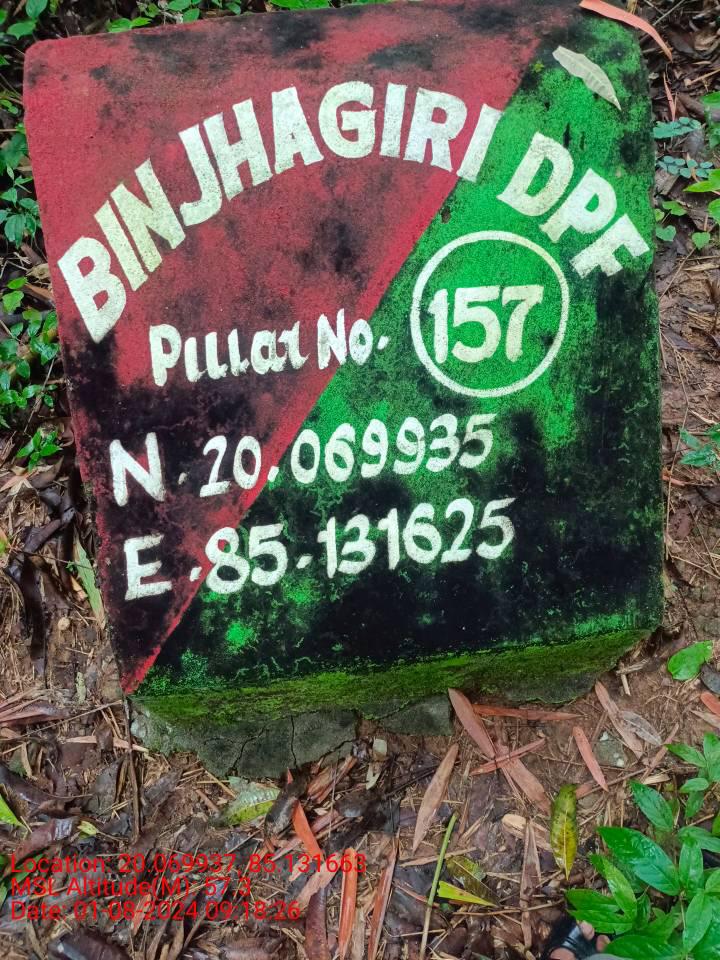 BINJHAGIRI DPF
Pillar No. 157
N. 20.069935
E. 85.131625
Location: 20.069937, 85.131663
MSL Altitude(M) 57.3
Date: 01-08-2024 09:18:26